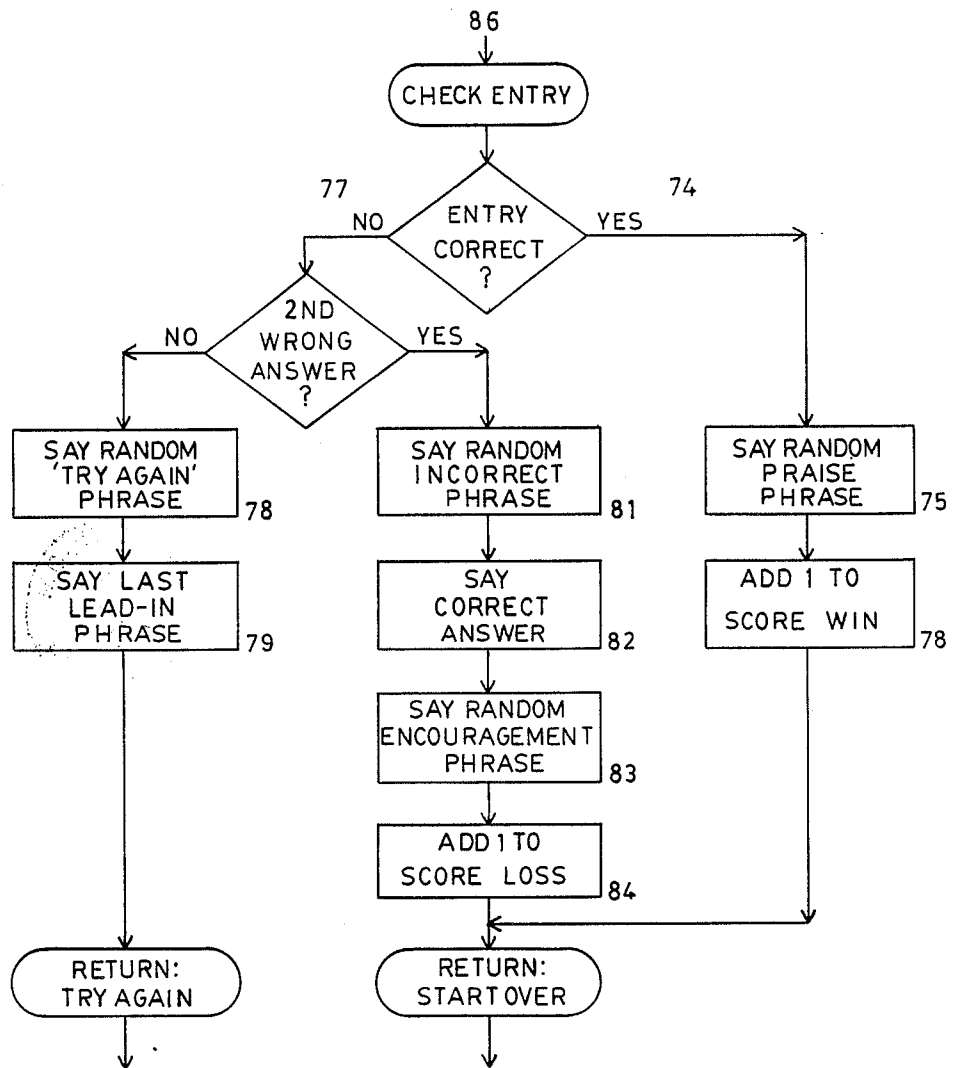 86
CHECK ENTRY
77
74
NO
ENTRY
CORRECT
?
YES
NO
2ND
WRONG
ANSWER
?
YES
SAY RANDOM
'TRY AGAIN'
PHRASE
78
SAY RANDOM
INCORRECT
PHRASE
81
SAY RANDOM
PRAISE
PHRASE
75
SAY LAST
LEAD-IN
PHRASE
79
SAY
CORRECT
ANSWER
82
ADD 1 TO
SCORE WIN
78
SAY RANDOM
ENCOURAGEMENT
PHRASE
83
ADD 1 TO
SCORE LOSS
84
RETURN:
TRY AGAIN
RETURN:
START OVER